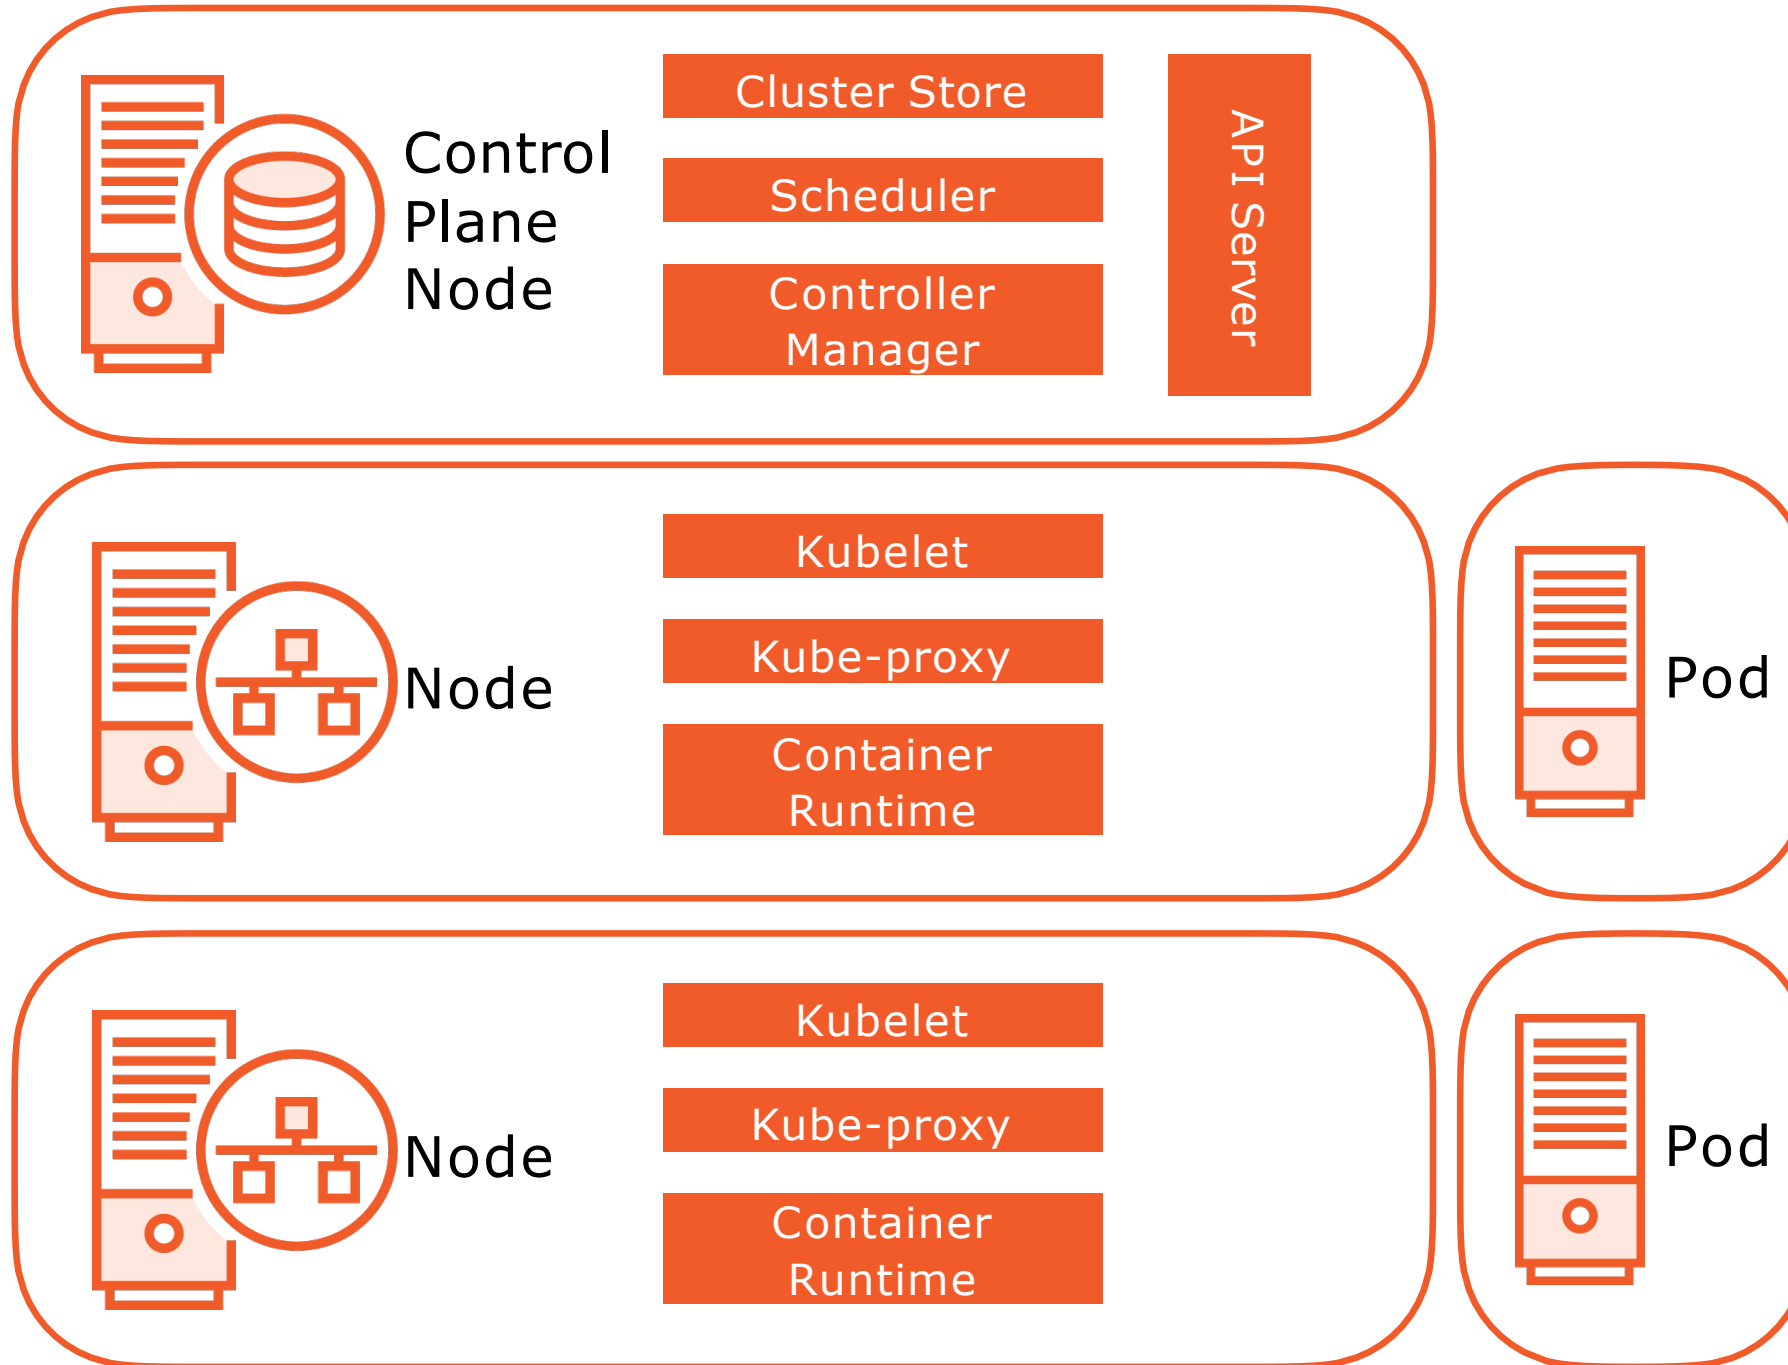 Control
Plane
Node
Cluster Store
Scheduler
Controller
Manager
API Server
Node
Kubelet
Kube-proxy
Container
Runtime
Pod
Node
Kubelet
Kube-proxy
Container
Runtime
Pod